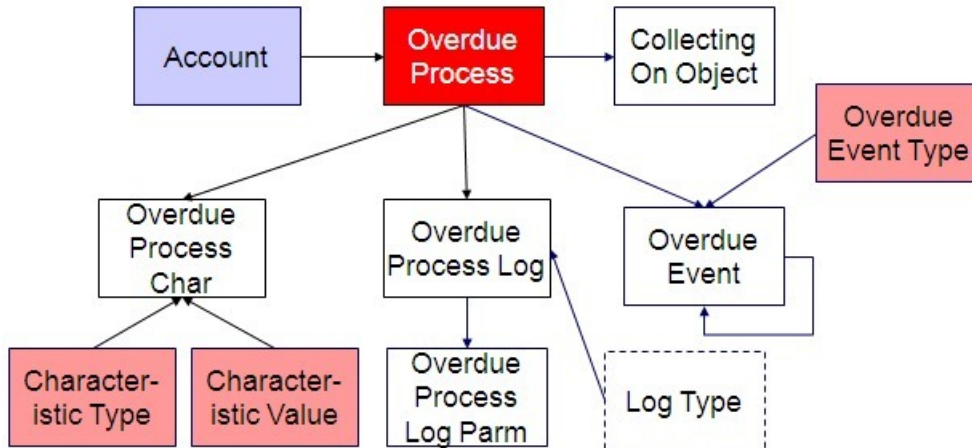 Account
Overdue
Process
Collecting
On Object
Overdue
Event Type
Overdue
Process
Char
Overdue
Process Log
Overdue
Event
Character-
istic Type
Character-
istic Value
Overdue
Process
Log Parm
Log Type